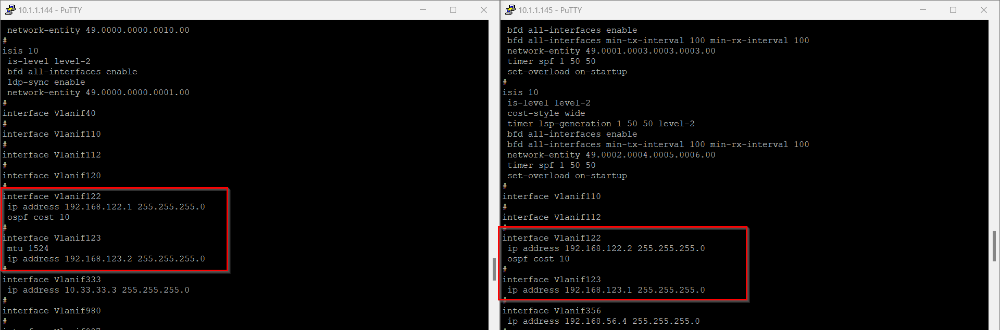 10.1.1.144 - PuTTY
 network-entity 49.0000.0000.0010.00
#
isis 10
 is-level level-2
 bfd all-interfaces enable
 ldp-sync enable
 network-entity 49.0000.0000.0001.00
#
interface Vlanif40
#
interface Vlanif110
#
interface Vlanif112
#
interface Vlanif120
#
interface Vlanif122
 ip address 192.168.122.1 255.255.255.0
 ospf cost 10
#
interface Vlanif123
 mtu 1524
 ip address 192.168.123.2 255.255.255.0
#
interface Vlanif333
 ip address 10.33.33.3 255.255.255.0
#
interface Vlanif980
#
10.1.1.145 - PuTTY
 bfd all-interfaces enable
 bfd all-interfaces min-tx-interval 100 min-rx-interval 100
 network-entity 49.0001.0003.0003.0003.00
 timer spf 1 50 50
 set-overload on-startup
#
isis 10
 is-level level-2
 cost-style wide
 timer lsp-generation 1 50 50 level-2
 bfd all-interfaces enable
 bfd all-interfaces min-tx-interval 100 min-rx-interval 100
 network-entity 49.0002.0004.0005.0006.00
 timer spf 1 50 50
 set-overload on-startup
#
interface Vlanif110
#
interface Vlanif112
#
interface Vlanif122
 ip address 192.168.122.2 255.255.255.0
 ospf cost 10
#
interface Vlanif123
 ip address 192.168.123.1 255.255.255.0
#
interface Vlanif356
 ip address 192.168.56.4 255.255.255.0